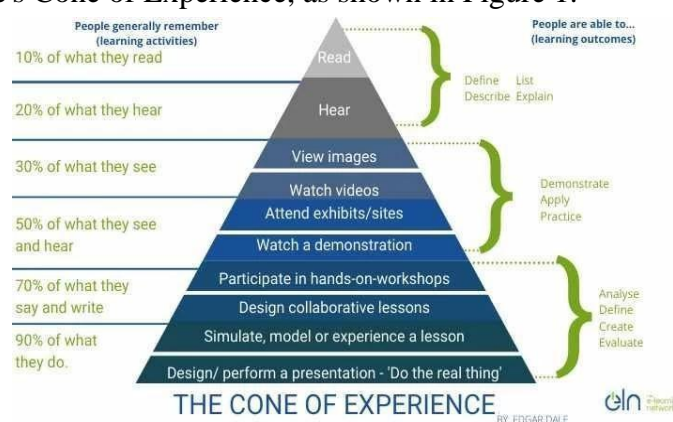 's Cone of Experience, as shown in Figure 1.
People generally remember
(learning activities)
People are able to...
(learning outcomes)
10% of what they read
20% of what they hear
30% of what they see
50% of what they see
and hear
70% of what they
say and write
90% of what
they do.
Read
Hear
View images
Watch videos
Attend exhibits/sites
Watch a demonstration
Participate in hands-on-workshops
Design collaborative lessons
Simulate, model or experience a lesson
Design/ perform a presentation - 'Do the real thing'
Define List
Describe Explain
Demonstrate
Apply
Practice
Analyse
Define
Create
Evaluate
THE CONE OF EXPERIENCE
BY EDGAR DALE
eln
network